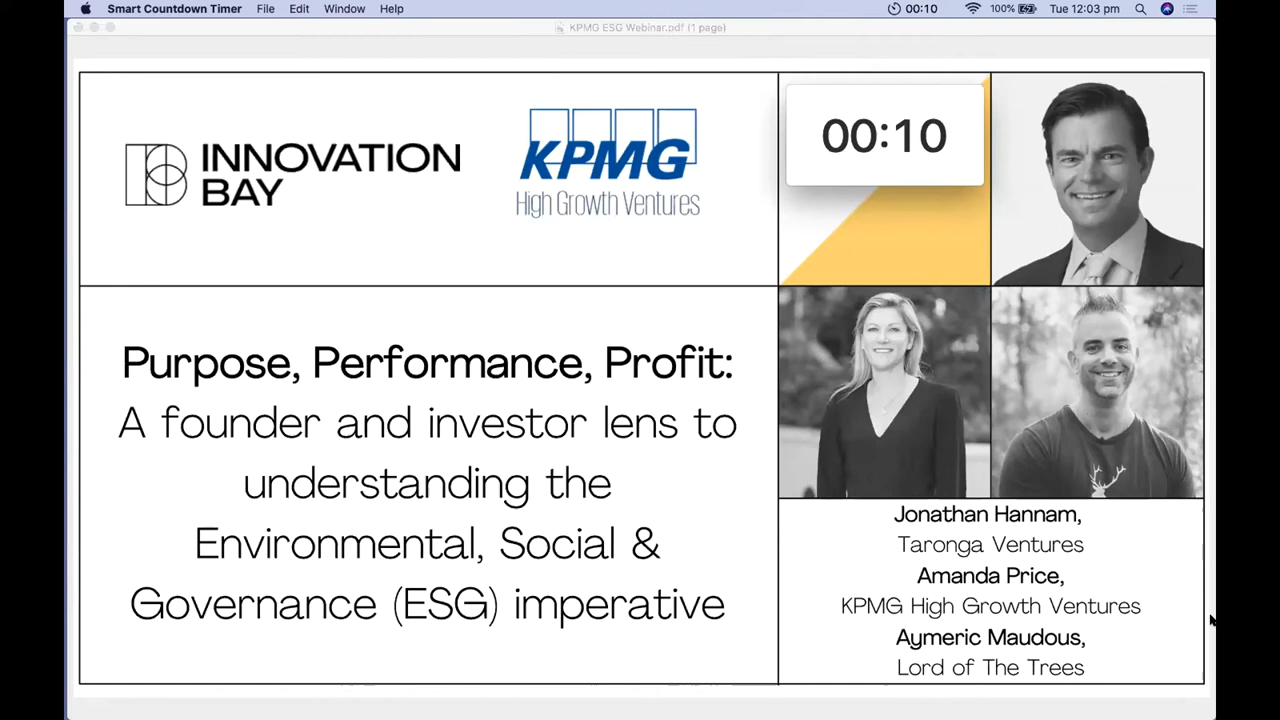 Smart Countdown Timer File Edit Window Help 00:10 100% Tue 12:03 pm
KPMG ESG Webinar.pdf (1 page)
INNOVATION
BAY
KPMG
High Growth Ventures
00:10
Purpose, Performance, Profit:
A founder and investor lens to
understanding the
Environmental, Social &
Governance (ESG) imperative
Jonathan Hannam,
Taronga Ventures
Amanda Price,
KPMG High Growth Ventures
Aymeric Maudous,
Lord of The Trees